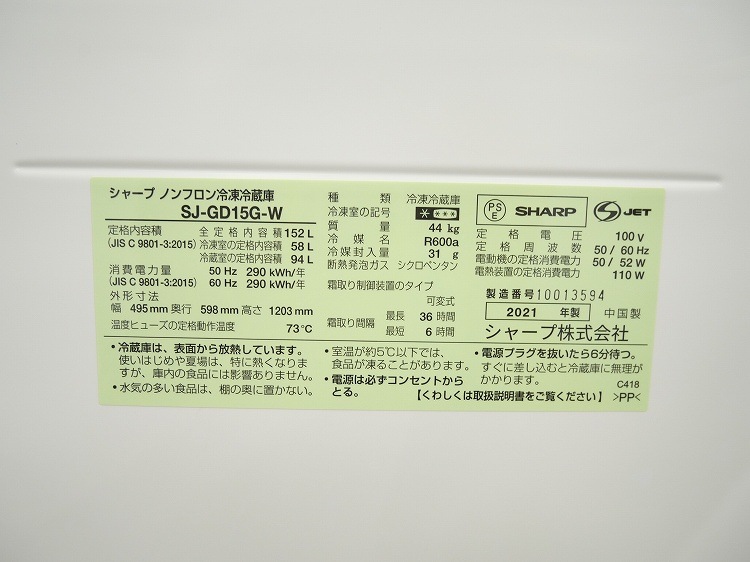 シャープ ノンフロン冷凍冷蔵庫
SJ-GD15G-W
定格内容積 全定格内容積 152 L
(JIS C 9801-3:2015) 冷凍室の定格内容積 58 L
冷蔵室の定格内容積 94 L
消費電力量 50 Hz 290 kWh/年
(JIS C 9801-3:2015) 60 Hz 290 kWh/年
外形寸法
幅 495 mm 奥行 598 mm 高さ 1203 mm
温度ヒューズの定格動作温度 73℃
種類 冷凍冷蔵庫
冷凍室の記号 * ***
質量 44 kg
冷媒名 R600a
冷媒封入量 31 g
断熱発泡ガス シクロペンタン
霜取り制御装置のタイプ
可変式
霜取り間隔 最長 36 時間
最短 6 時間
PS
E
SHARP
S JET
定格電圧 100 V
定格周波数 50 / 60 Hz
電動機の定格消費電力 50 / 52 W
電熱装置の定格消費電力 110 W
製造番号 10013594
2021 年製 中国製
シャープ株式会社
・冷蔵庫は、表面から放熱しています。
使いはじめや夏場は、特に熱くなりま
すが、庫内の食品には影響ありません。
・水気の多い食品は、棚の奥に置かない。
・室温が約5℃以下では、
食品が凍ることがあります。
・電源は必ずコンセントから
とる。
・電源プラグを抜いたら6分待つ。
すぐに差し込むと冷蔵庫に無理が
かかります。
C418
【くわしくは取扱説明書をご覧ください】 >PP<